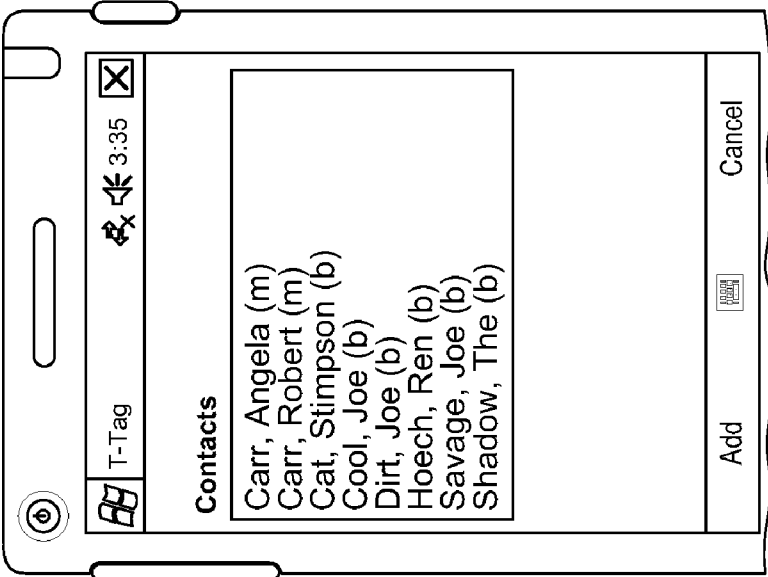 T-Tag 3:35
Contacts
Carr, Angela (m)
Carr, Robert (m)
Cat, Stimpson (b)
Cool, Joe (b)
Dirt, Joe (b)
Hoech, Ren (b)
Savage, Joe (b)
Shadow, The (b)
Add Cancel